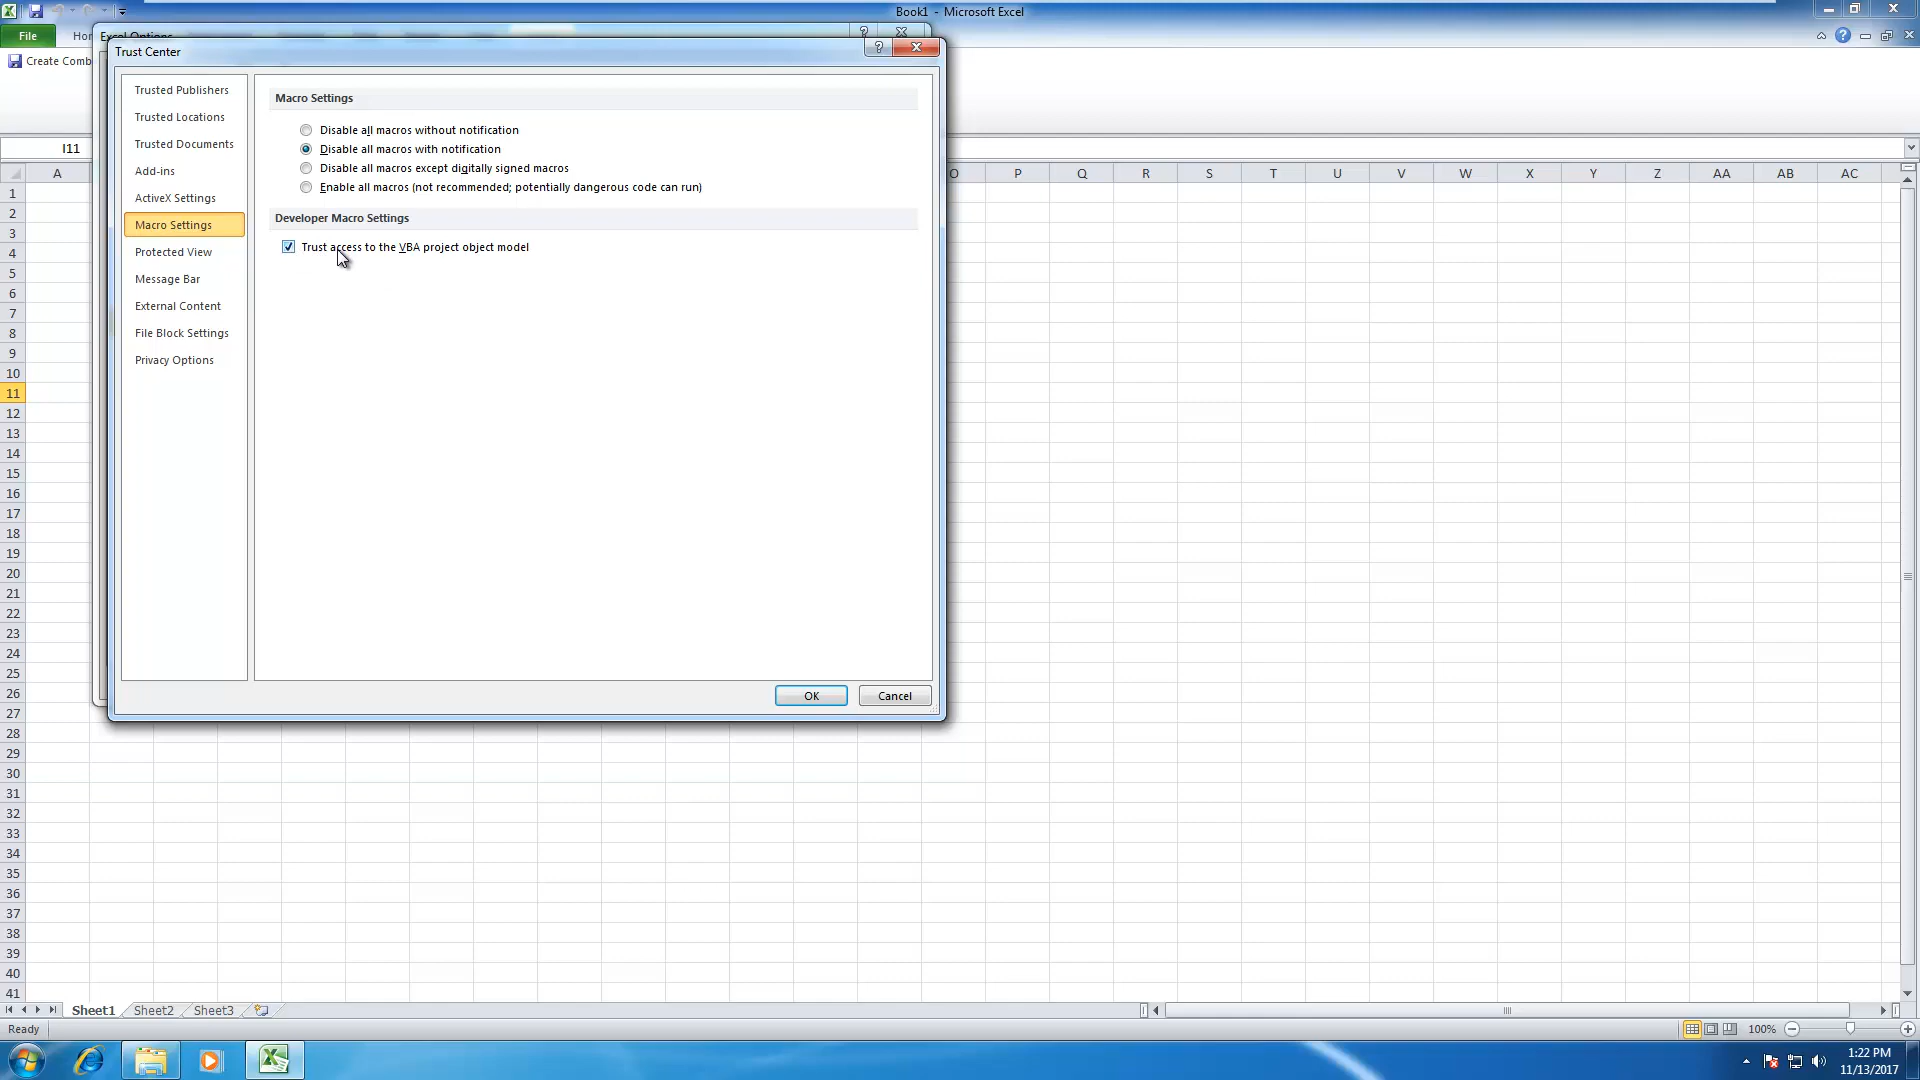 Book1 - Microsoft Excel
File
Hor
Excel Options
Trust Center
Create Comb
Trusted Publishers
Trusted Locations
Trusted Documents
Add-ins
ActiveX Settings
Macro Settings
Protected View
Message Bar
External Content
File Block Settings
Privacy Options
Macro Settings
Disable all macros without notification
Disable all macros with notification
Disable all macros except digitally signed macros
Enable all macros (not recommended; potentially dangerous code can run)
Developer Macro Settings
Trust access to the VBA project object model
OK Cancel
I11
A O P Q R S T U V W X Y Z AA AB AC
1
2
3
4
5
6
7
8
9
10
11
12
13
14
15
16
17
18
19
20
21
22
23
24
25
26
27
28
29
30
31
32
33
34
35
36
37
38
39
40
41
Sheet1 Sheet2 Sheet3
Ready 100%
1:22 PM
11/13/2017